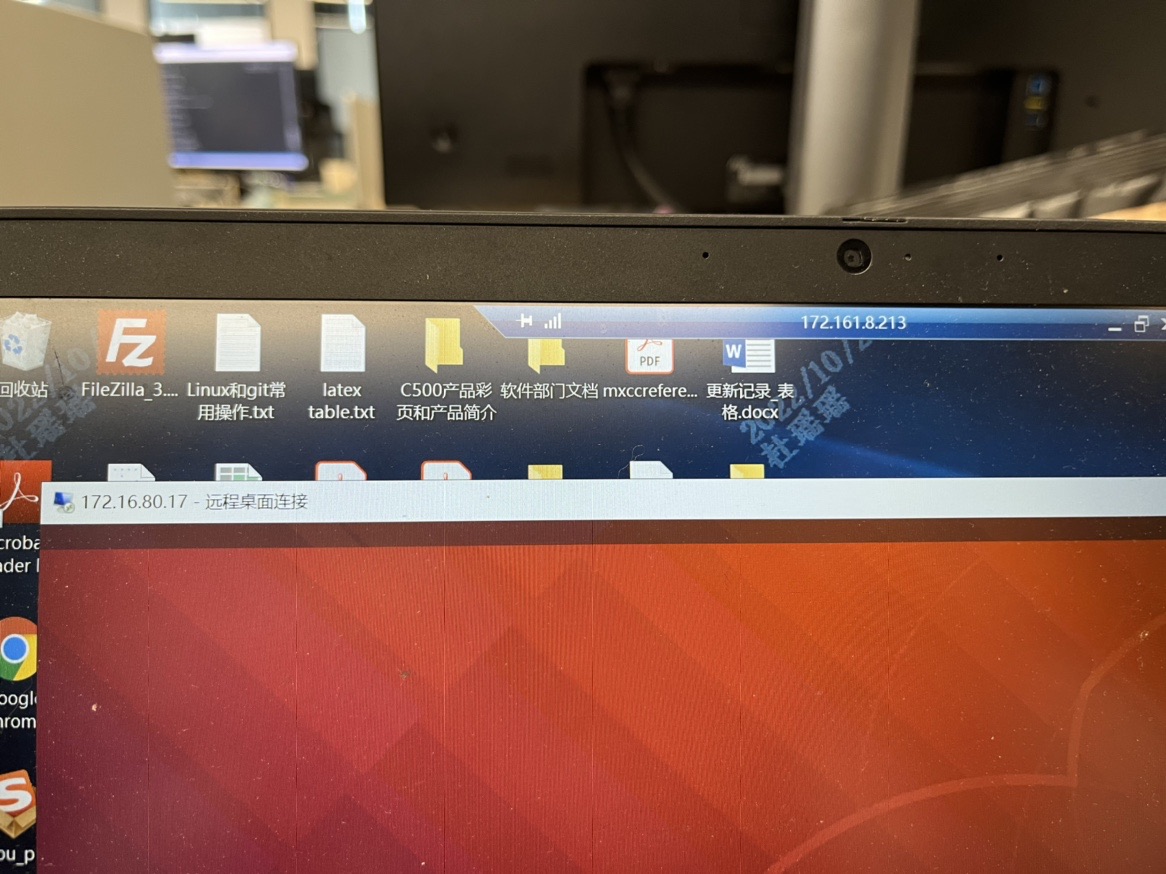 172.161.8.213
回收站
FileZilla_3....
Linux和git常
用操作.txt
latex
table.txt
C500产品彩
页和产品简介
软件部门文档
PDF
mxccrefere...
W
更新记录_表
格.docx
杜瑶瑶
172.16.80.17 - 远程桌面连接